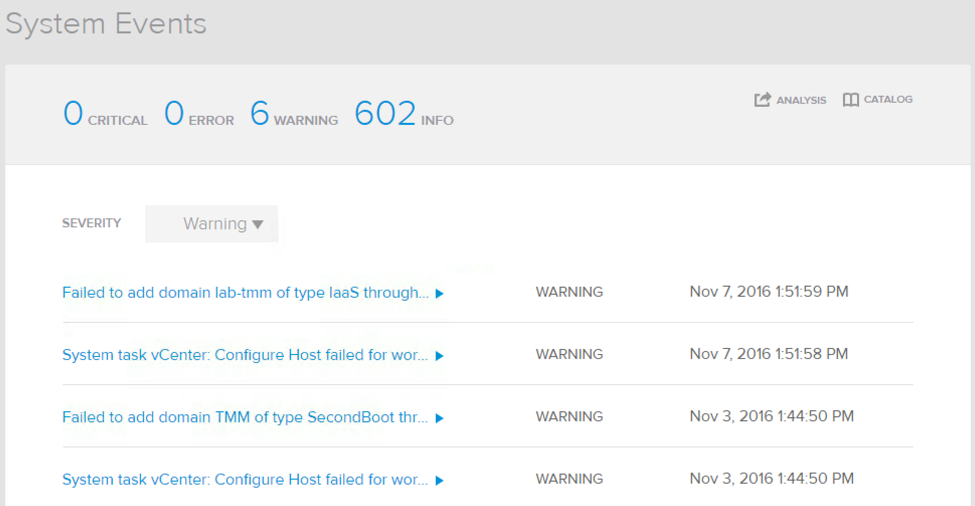 System Events
0 CRITICAL 0 ERROR 6 WARNING 602 INFO
ANALYSIS CATALOG
SEVERITY Warning
Failed to add domain lab-tmm of type IaaS through... WARNING Nov 7, 2016 1:51:59 PM
System task vCenter: Configure Host failed for wor... WARNING Nov 7, 2016 1:51:58 PM
Failed to add domain TMM of type SecondBoot thr... WARNING Nov 3, 2016 1:44:50 PM
System task vCenter: Configure Host failed for wor... WARNING Nov 3, 2016 1:44:50 PM